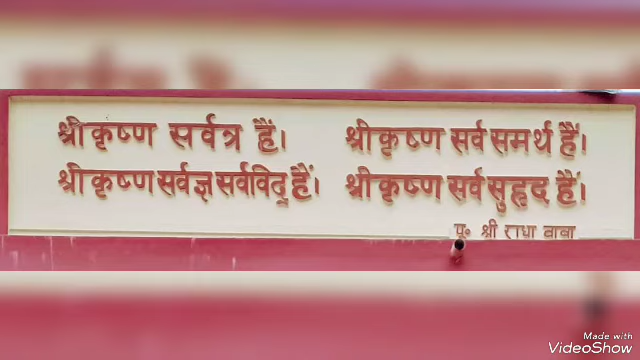 श्रीकृष्ण सर्वत्र हैं।
श्रीकृष्ण सर्वज्ञ सर्वविद् हैं।
श्रीकृष्ण सर्व समर्थ हैं।
श्रीकृष्ण सर्व सुहृद हैं।
पू॰ श्री राधा बाबा
Made with
VideoShow